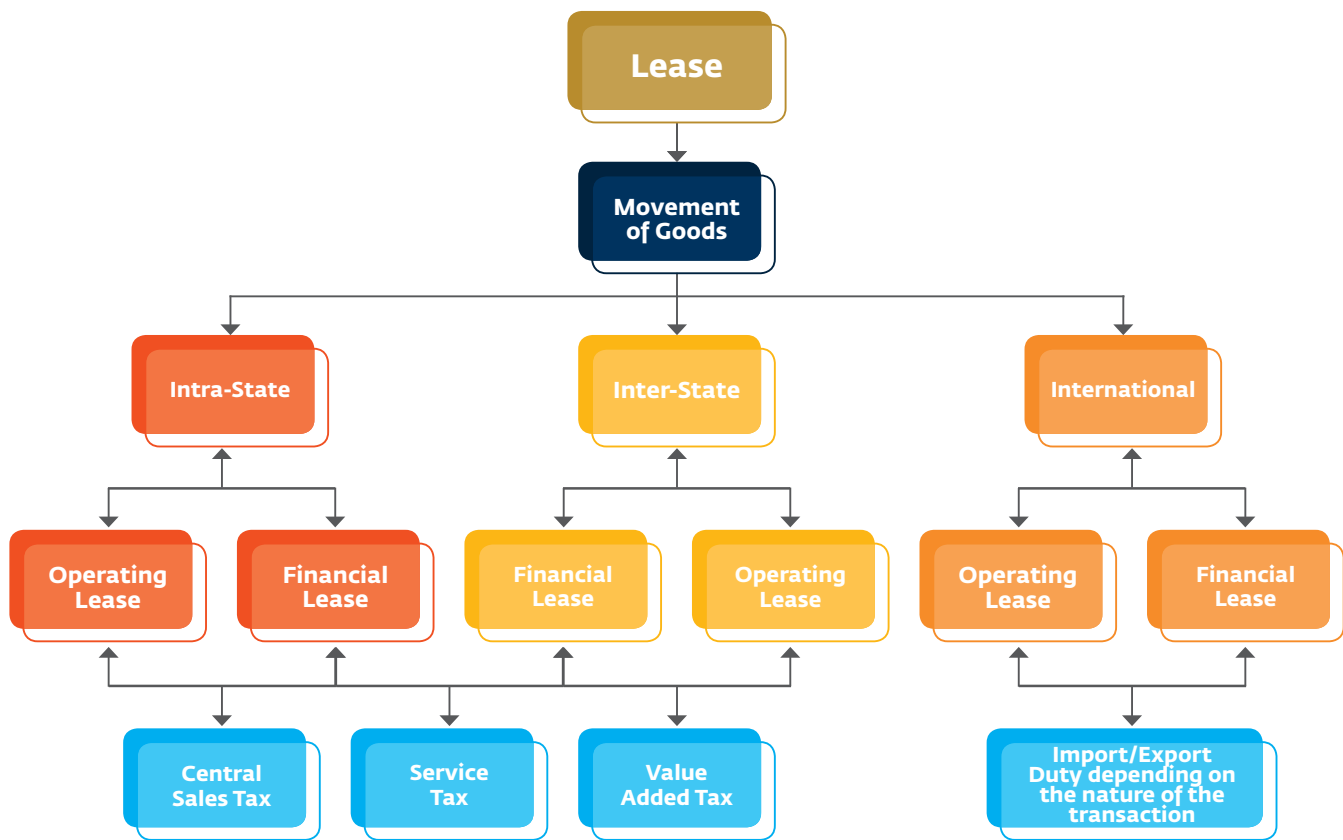 Lease
Movement
of Goods
Intra-State
Inter-State
International
Operating
Lease
Financial
Lease
Financial
Lease
Operating
Lease
Operating
Lease
Financial
Lease
Central
Sales Tax
Service
Tax
Value
Added Tax
Import/Export
Duty depending on
the nature of the
transaction